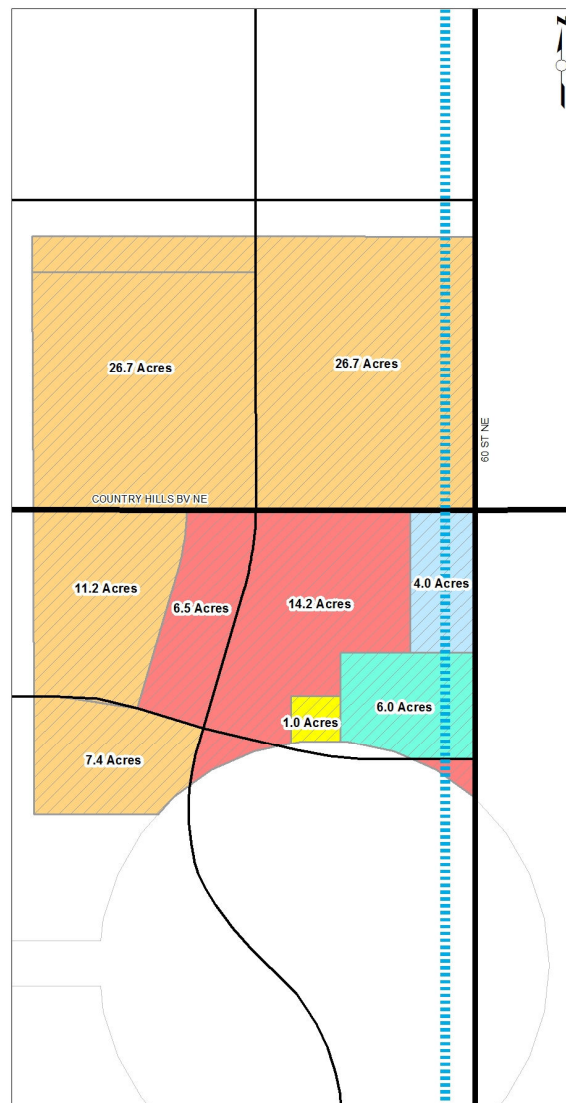 N
26.7 Acres
26.7 Acres
60 ST NE
COUNTRY HILLS BV NE
11.2 Acres
6.5 Acres
14.2 Acres
4.0 Acres
1.0 Acres
6.0 Acres
7.4 Acres